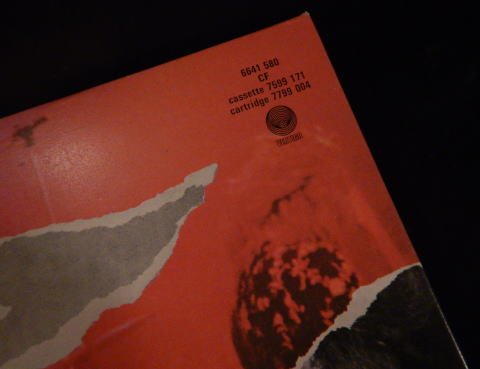 6641 580
CF
cassette 7599 171
cartridge 7799 004